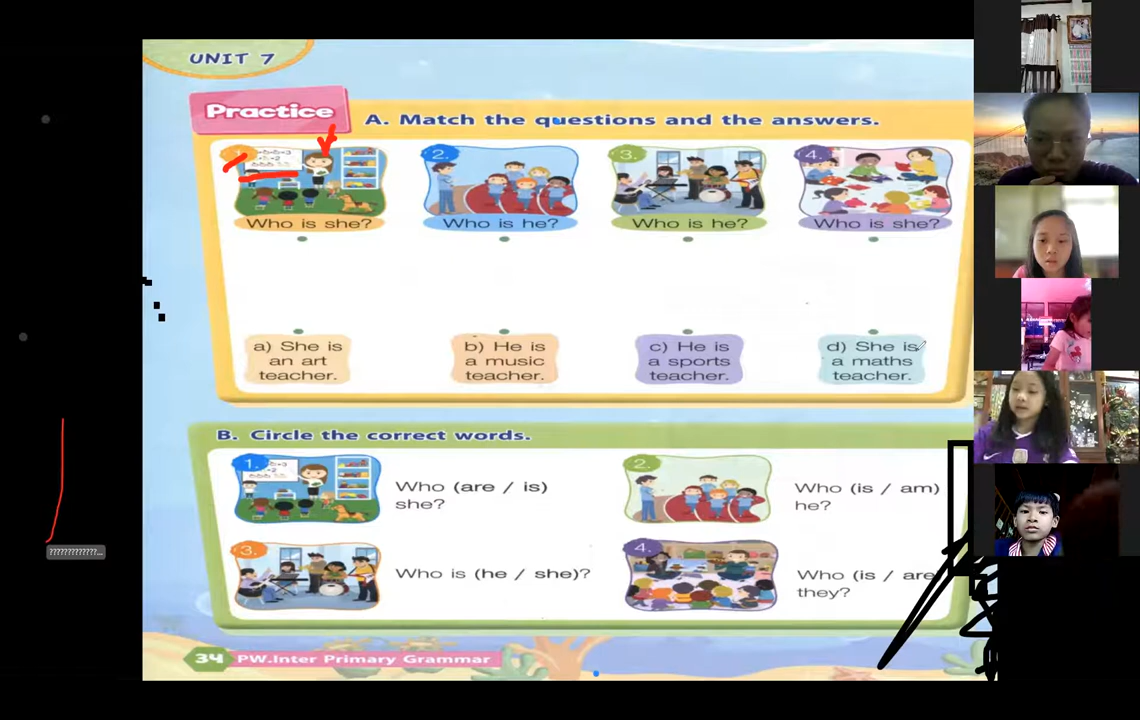 UNIT 7
Practice
A. Match the questions and the answers.
1.
2.
3.
4.
Who is she?
Who is he?
Who is he?
Who is she?
a) She is
an art
teacher.
b) He is
a music
teacher.
c) He is
a sports
teacher.
d) She is
a maths
teacher.
B. Circle the correct words.
1.
Who (are / is)
she?
2.
Who (is / am)
he?
3.
Who is (he / she)?
4.
Who (is / are
they?
34 PW.Inter Primary Grammar
?????????????...